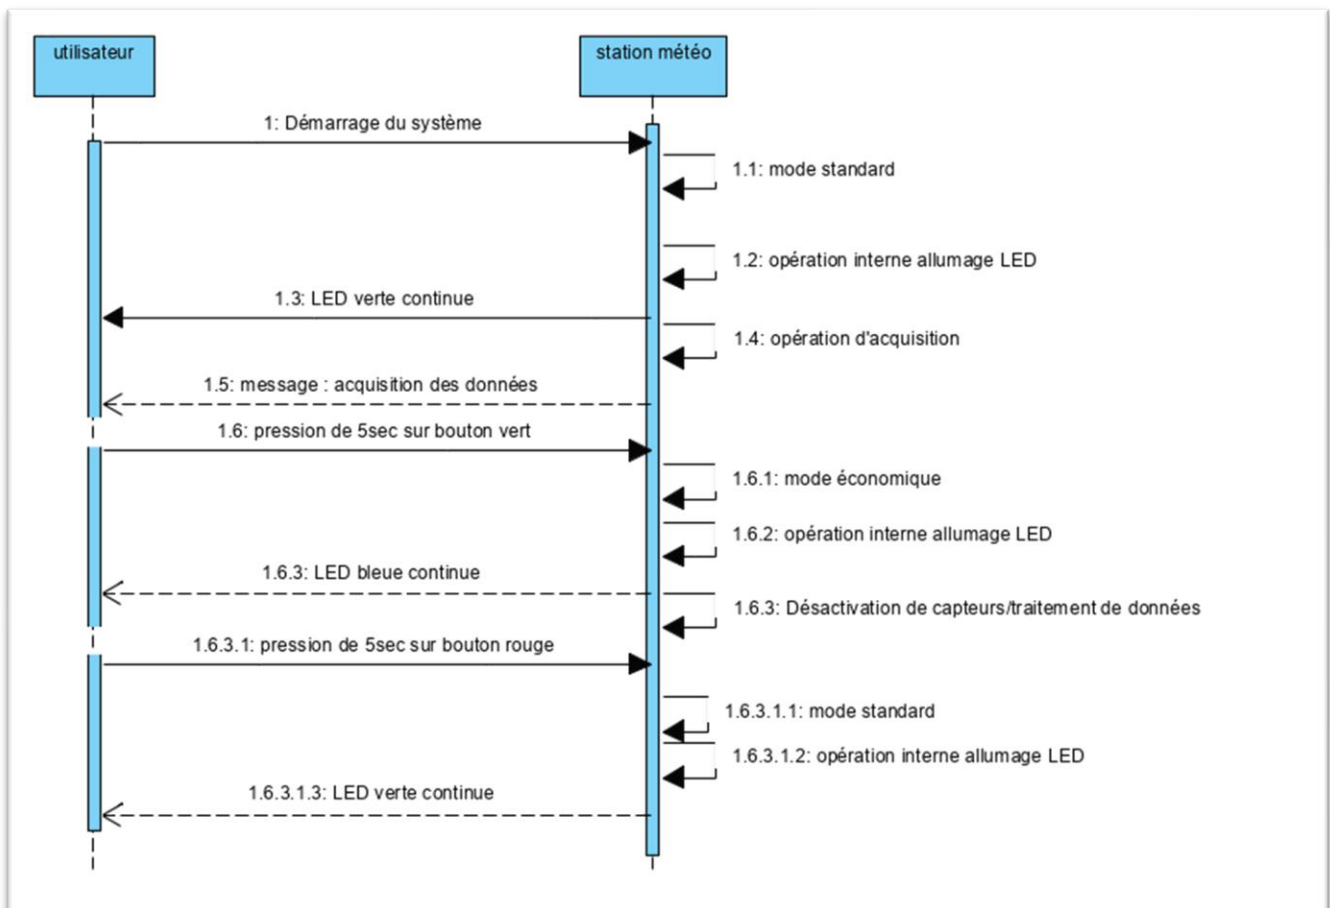 utilisateur
station météo
1: Démarrage du système
1.1: mode standard
1.2: opération interne allumage LED
1.3: LED verte continue
1.4: opération d'acquisition
1.5: message : acquisition des données
1.6: pression de 5sec sur bouton vert
1.6.1: mode économique
1.6.2: opération interne allumage LED
1.6.3: LED bleue continue
1.6.3: Désactivation de capteurs/traitement de données
1.6.3.1: pression de 5sec sur bouton rouge
1.6.3.1.1: mode standard
1.6.3.1.2: opération interne allumage LED
1.6.3.1.3: LED verte continue